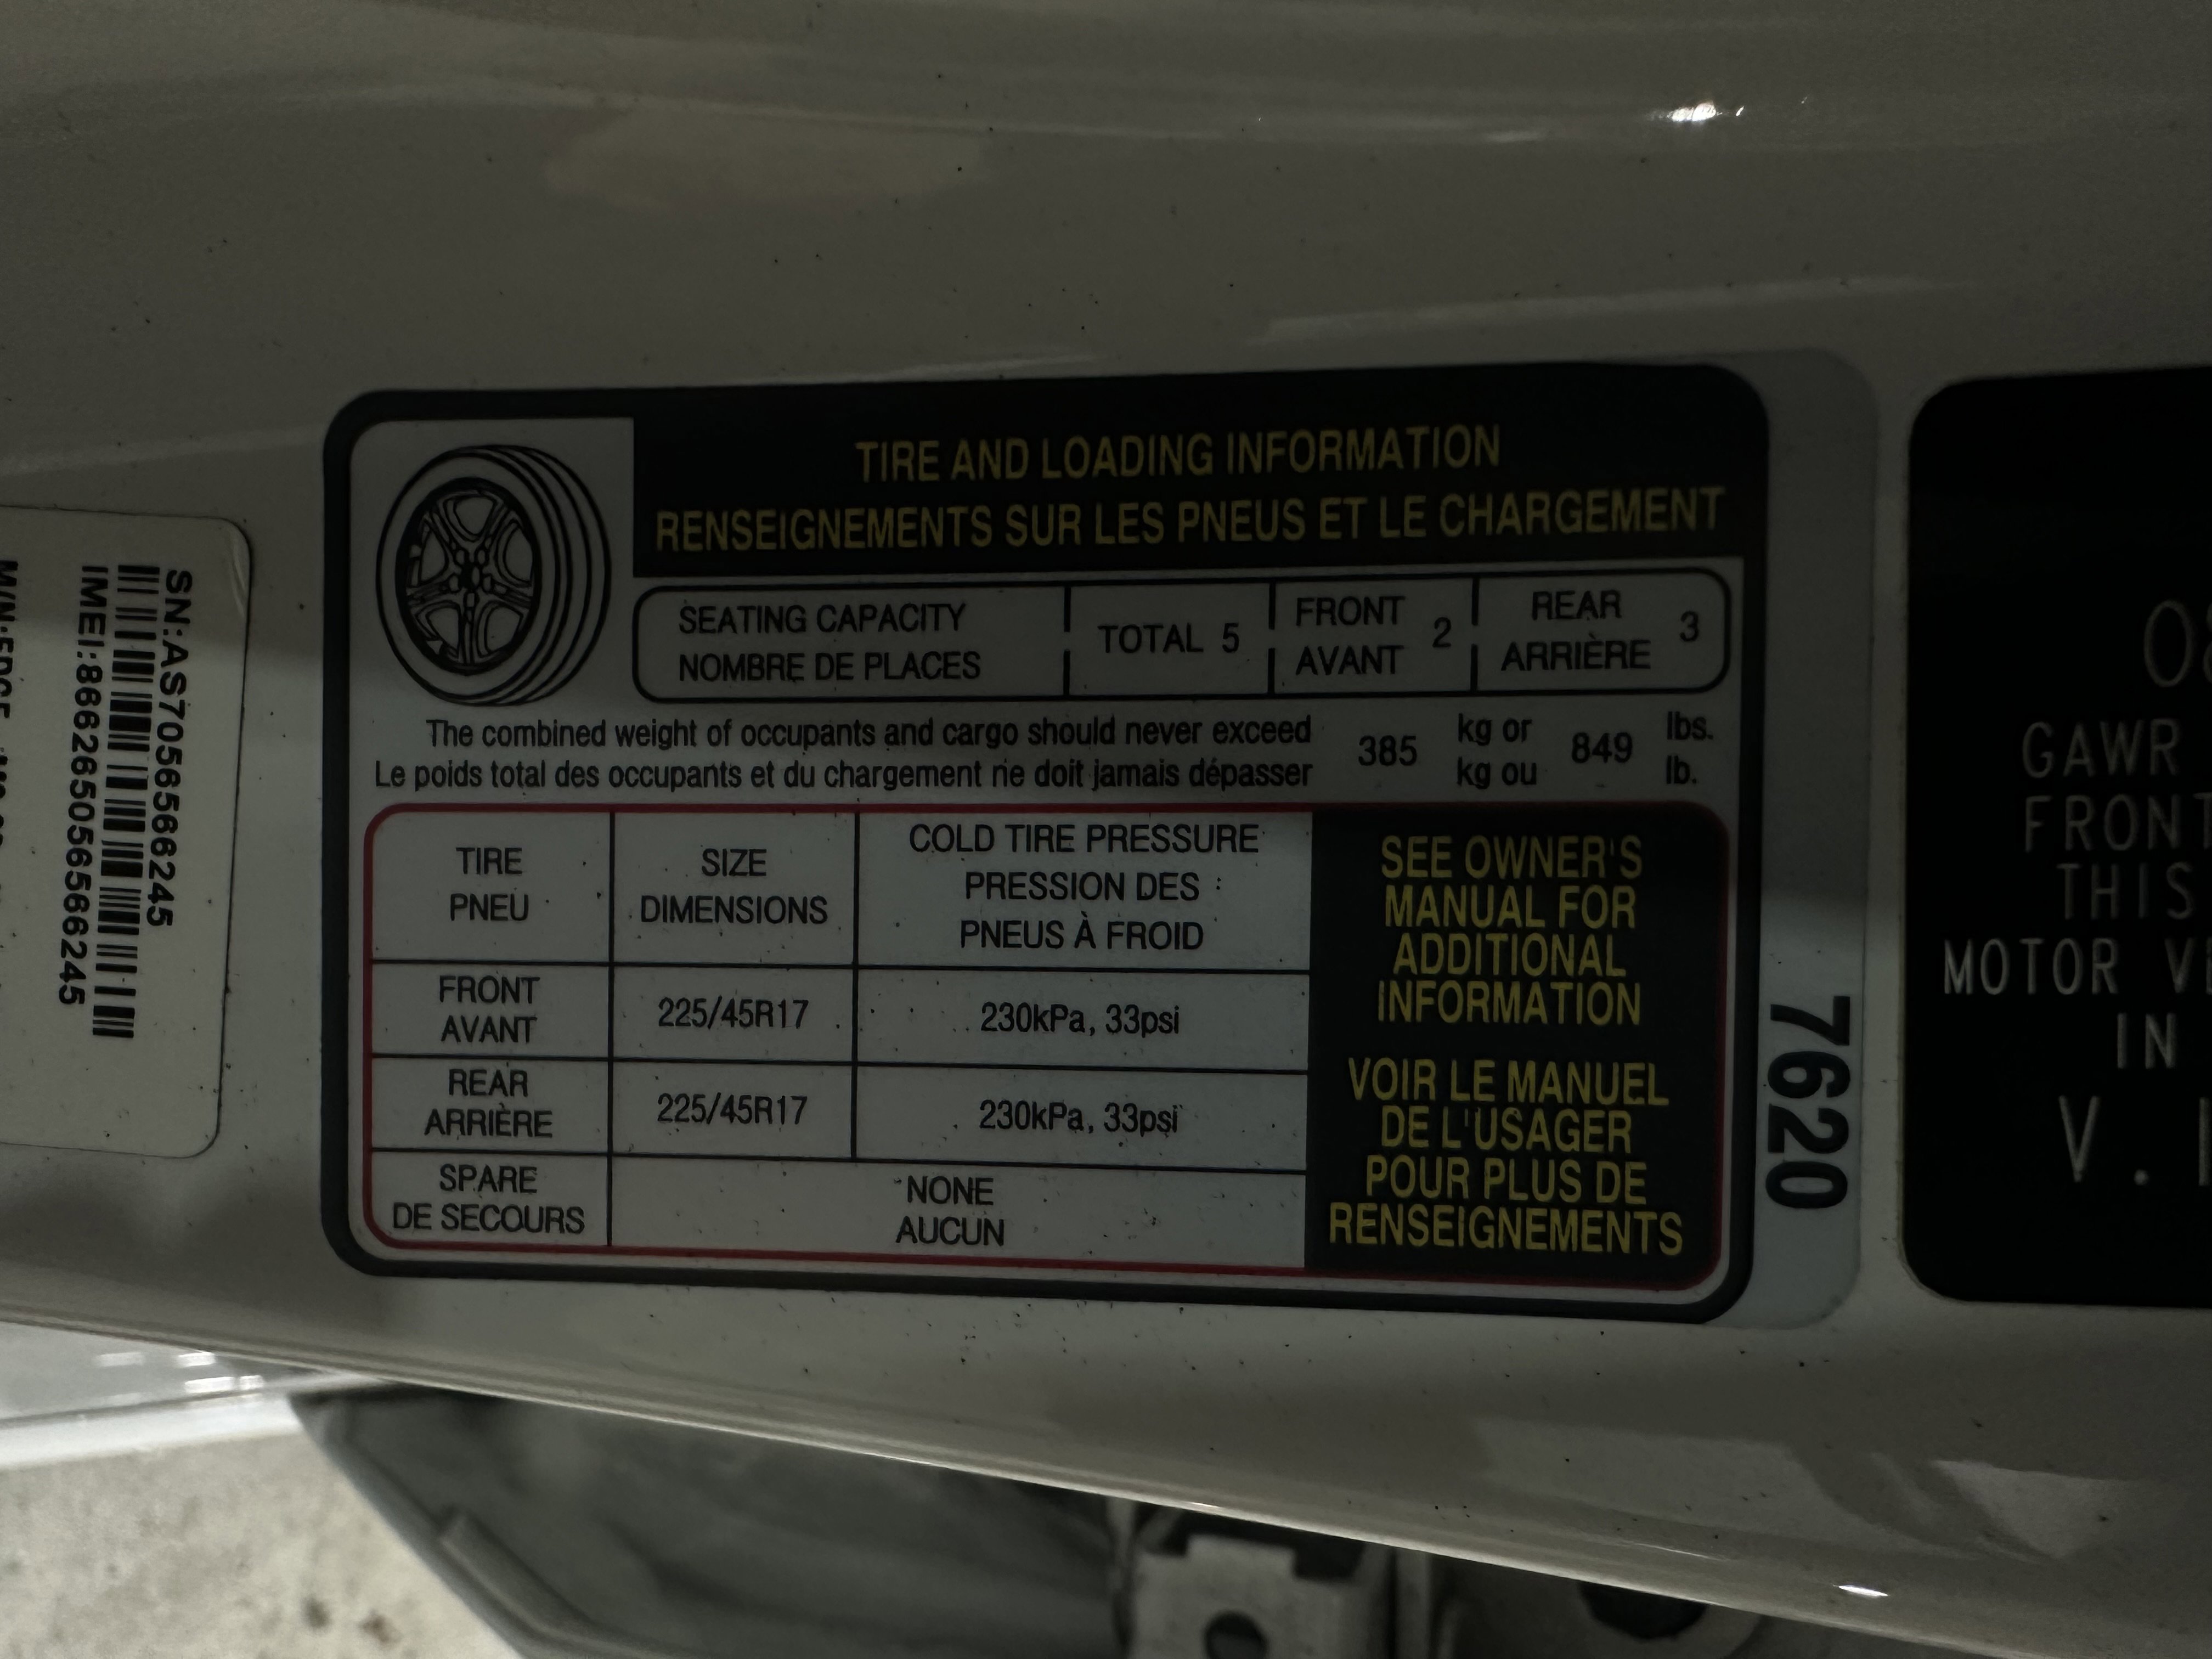 TIRE AND LOADING INFORMATION
RENSEIGNEMENTS SUR LES PNEUS ET LE CHARGEMENT
SEATING CAPACITY
NOMBRE DE PLACES
TOTAL 5
FRONT
AVANT
2
REAR
ARRIÈRE
3
The combined weight of occupants and cargo should never exceed 385 kg or 849 lbs.
Le poids total des occupants et du chargement ne doit jamais dépasser kg ou lb.
TIRE
PNEU
SIZE
DIMENSIONS
COLD TIRE PRESSURE
PRESSION DES
PNEUS À FROID
FRONT
AVANT
225/45R17
230kPa, 33psi
REAR
ARRIÈRE
225/45R17
230kPa, 33psi
SPARE
DE SECOURS
NONE
AUCUN
SEE OWNER'S
MANUAL FOR
ADDITIONAL
INFORMATION
VOIR LE MANUEL
DE L'USAGER
POUR PLUS DE
RENSEIGNEMENTS
7620
SN:AS7056566245
IMEI:866265056566245
GAWR
FRONT
THIS
MOTOR
IN